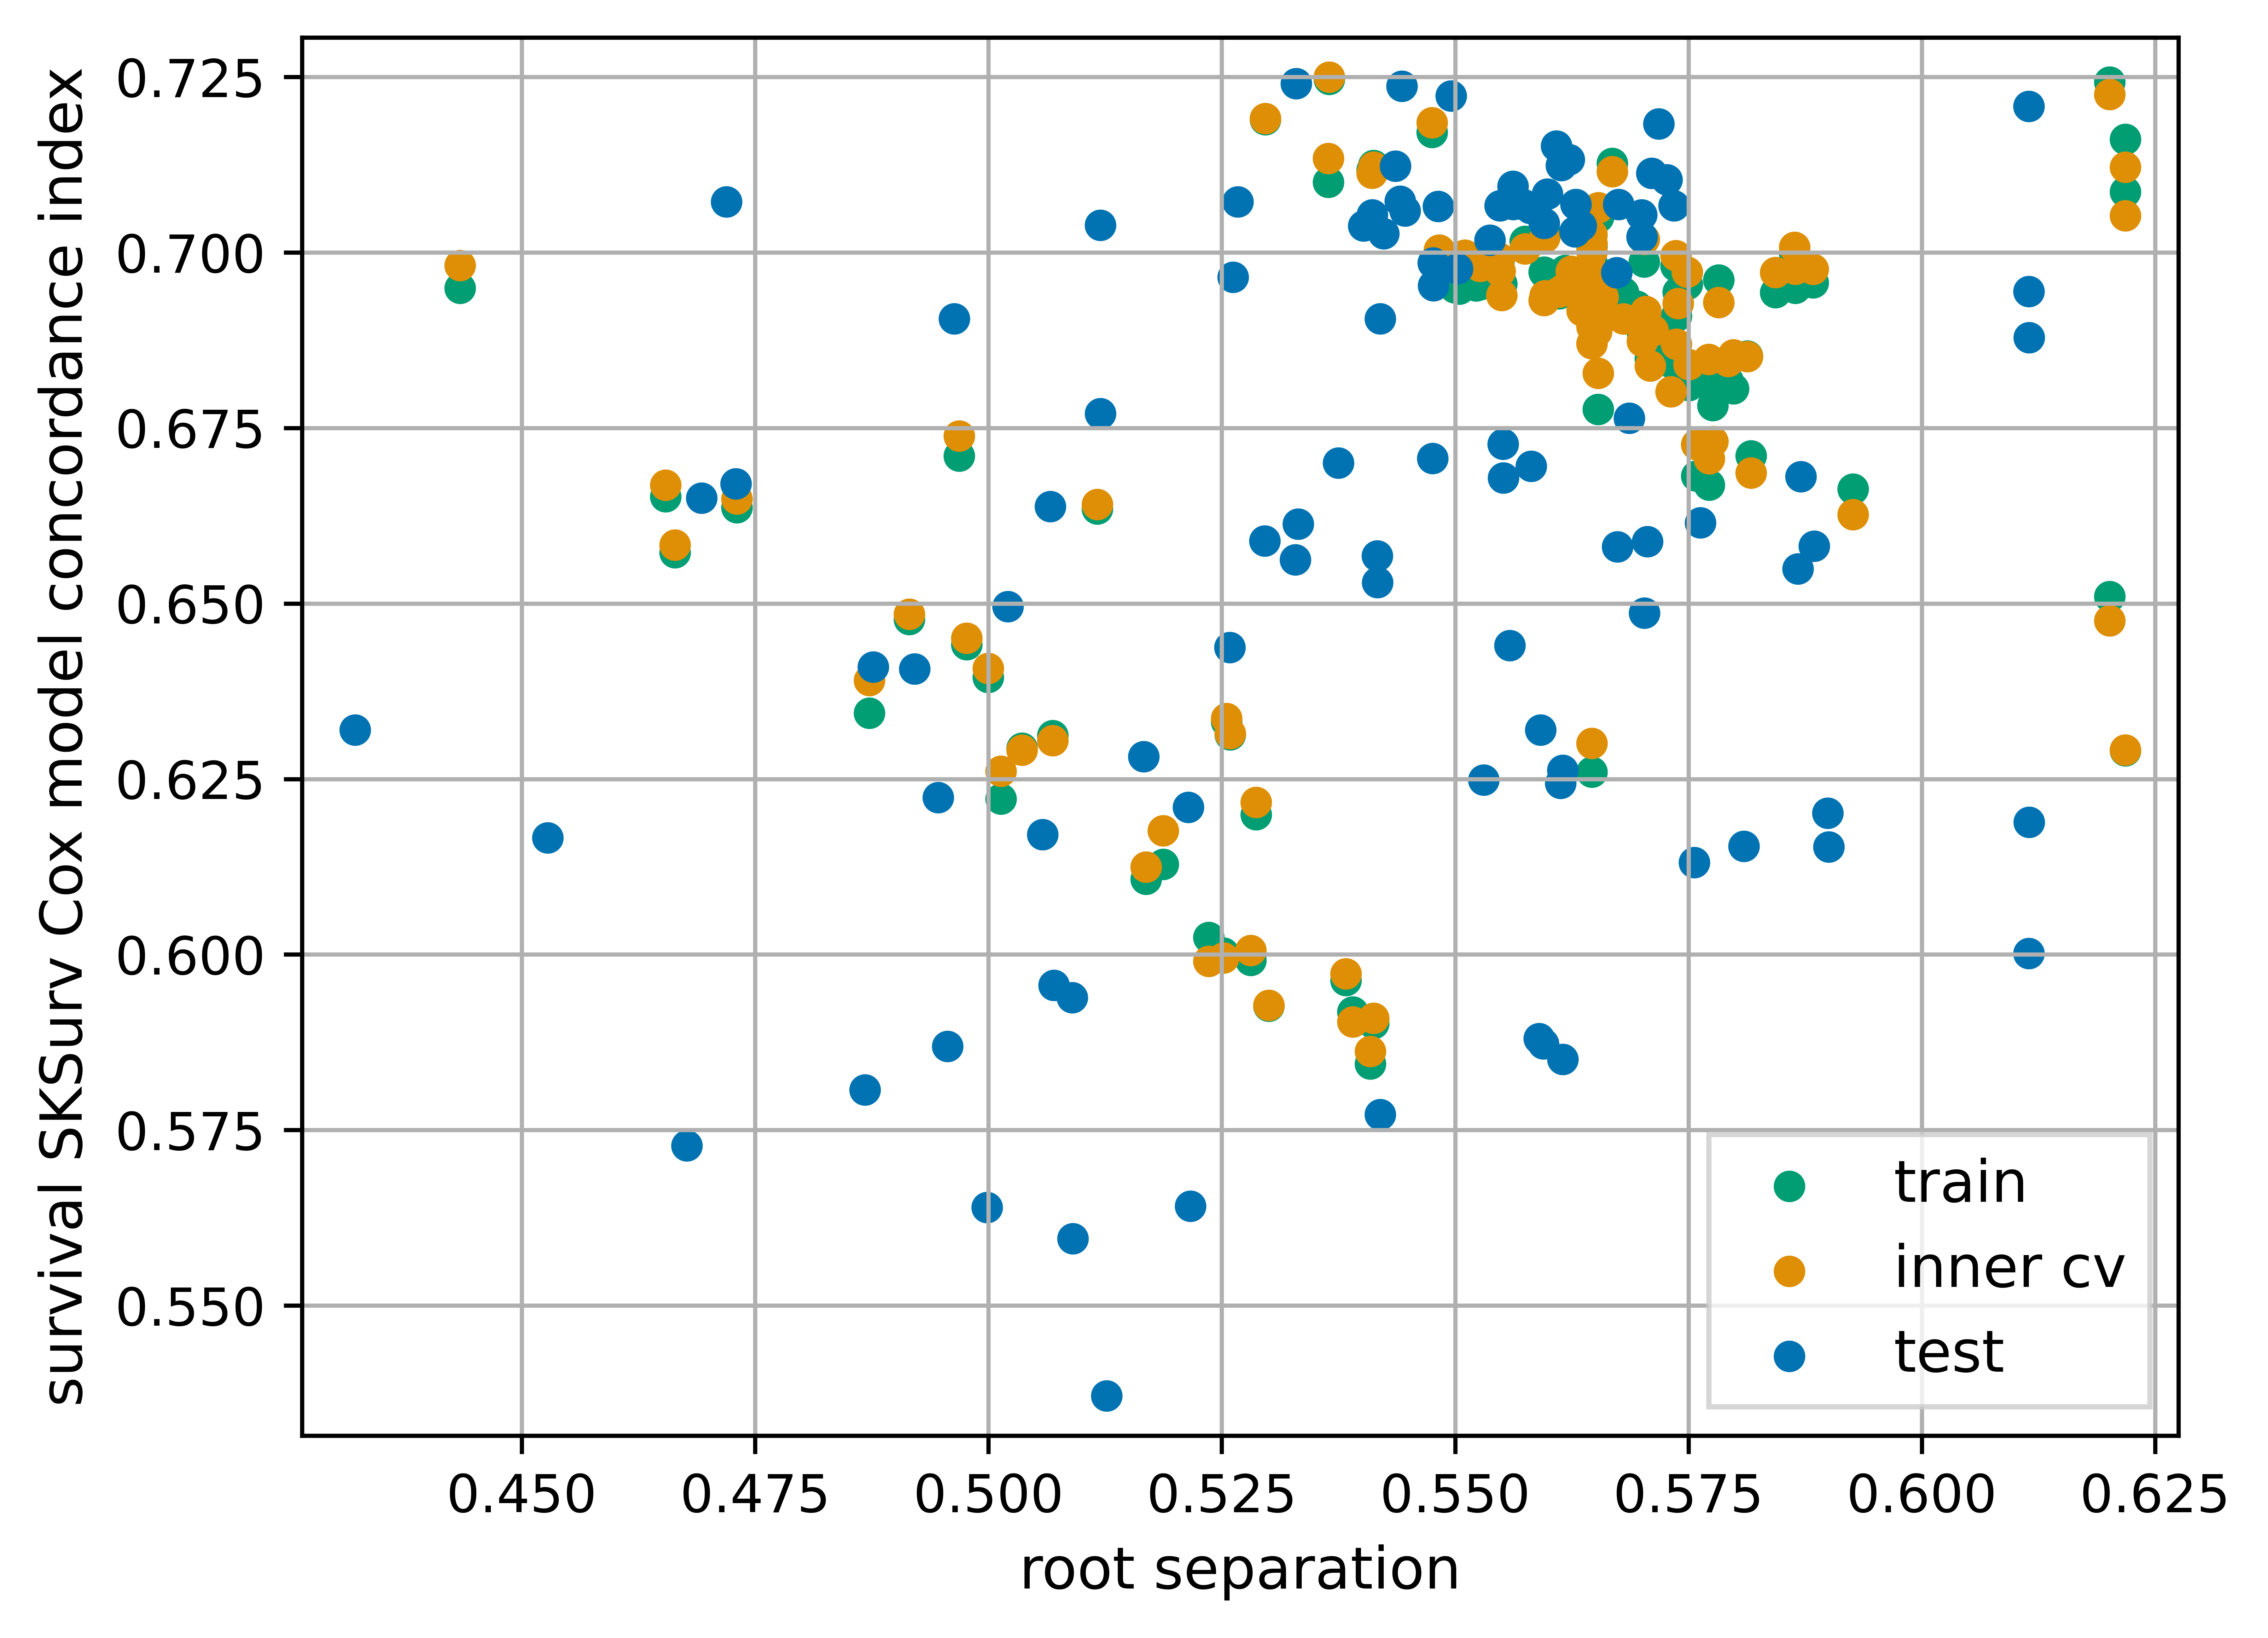 survival SKSurv Cox model concordance index
0.725
0.700
0.675
0.650
0.625
0.600
0.575
0.550
train
inner cv
test
0.450 0.475 0.500 0.525 0.550 0.575 0.600 0.625
root separation